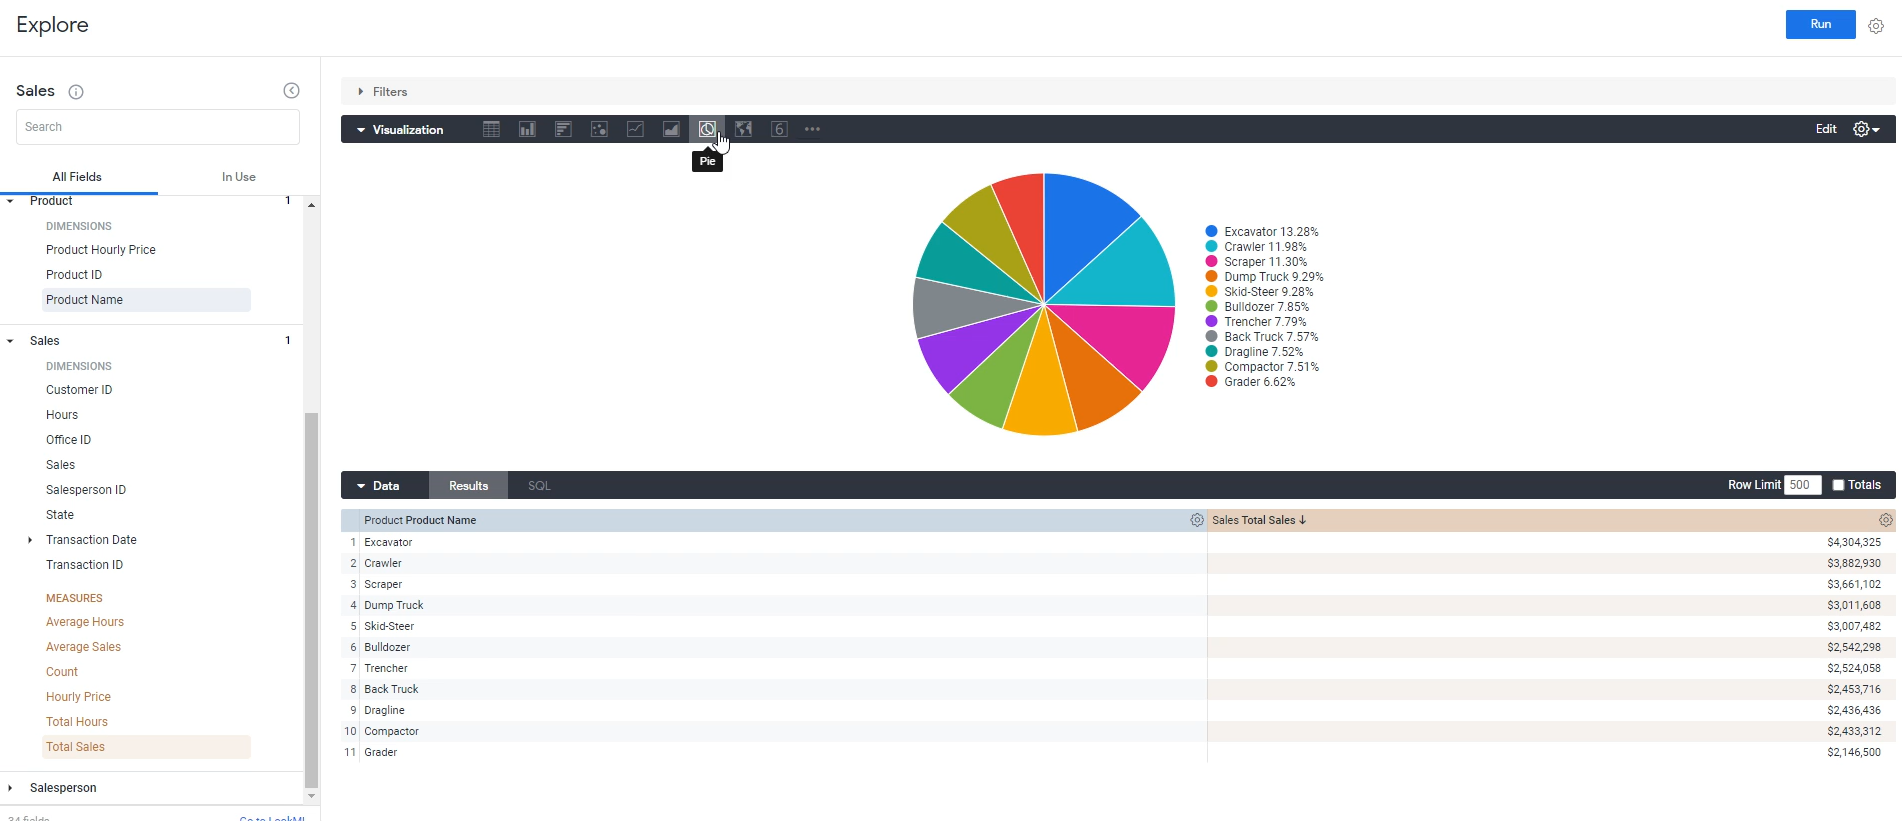 Explore
Run
Sales
Search
All Fields In Use
Product 1
DIMENSIONS
Product Hourly Price
Product ID
Product Name
Sales 1
DIMENSIONS
Customer ID
Hours
Office ID
Sales
Salesperson ID
State
Transaction Date
Transaction ID
MEASURES
Average Hours
Average Sales
Count
Hourly Price
Total Hours
Total Sales
Salesperson
Filters
Visualization 6 ••• Edit
Pie
Excavator 13.28%
Crawler 11.98%
Scraper 11.30%
Dump Truck 9.29%
Skid-Steer 9.28%
Bulldozer 7.85%
Trencher 7.79%
Back Truck 7.57%
Dragline 7.52%
Compactor 7.51%
Grader 6.62%
Data Results SQL Row Limit 500 Totals
Product Product Name Sales Total Sales ↓
1 Excavator $4,304,325
2 Crawler $3,882,930
3 Scraper $3,661,102
4 Dump Truck $3,011,608
5 Skid-Steer $3,007,482
6 Bulldozer $2,542,298
7 Trencher $2,524,058
8 Back Truck $2,453,716
9 Dragline $2,436,436
10 Compactor $2,433,312
11 Grader $2,146,500